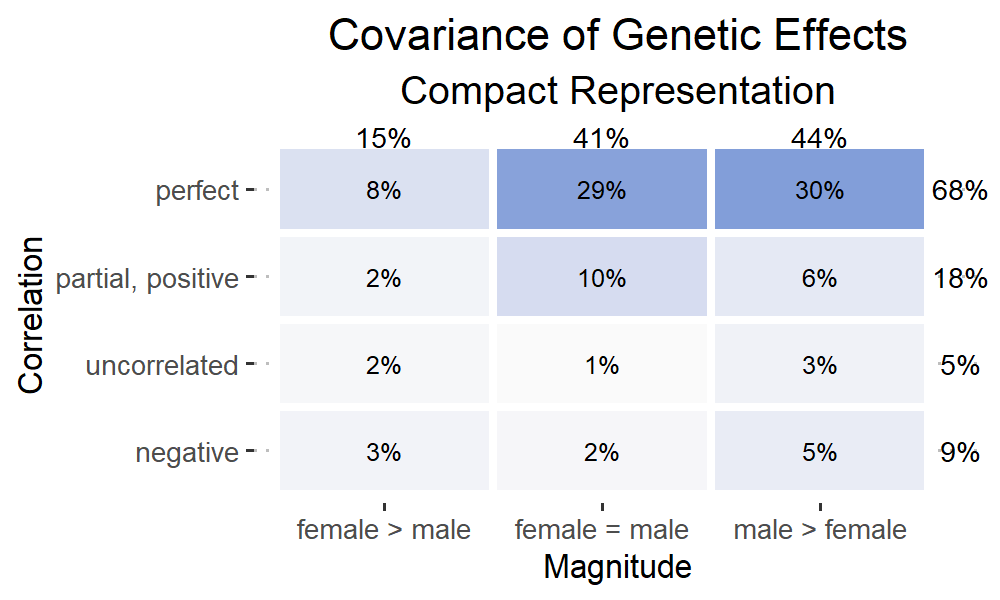 Covariance of Genetic Effects
Compact Representation
15% 41% 44%
perfect 8% 29% 30% 68%
partial, positive 2% 10% 6% 18%
uncorrelated 2% 1% 3% 5%
negative 3% 2% 5% 9%
female > male female = male male > female
Magnitude
Correlation